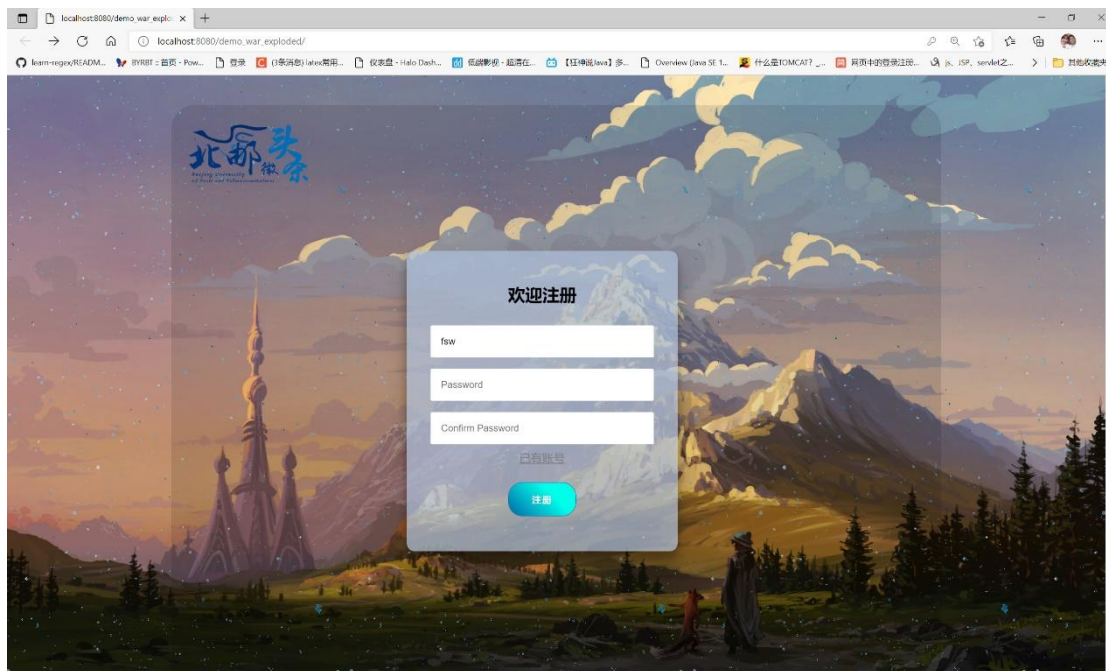 localhost:8080/demo_war_explo
localhost:8080/demo_war_exploded/
learn-regex/READM...
BYRBT :: 首页 - Pow...
登录
(3条消息) latex常用...
仪表盘 - Halo Dash...
低端影视 - 超清在...
【狂神说Java】多...
Overview (Java SE 1...
什么是TOMCAT? _...
网页中的登录注册...
js、JSP、servlet之...
其他收藏夹
北邮
微
头条
欢迎注册
fsw
Password
Confirm Password
已有账号
注册